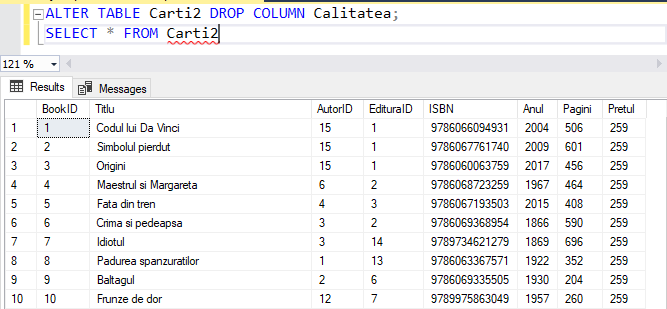 ALTER TABLE Carti2 DROP COLUMN Calitatea;
SELECT * FROM Carti2
121 %
Results Messages
BookID Titlu AutorID EdituraID ISBN Anul Pagini Pretul
1 1 Codul lui Da Vinci 15 1 9786066094931 2004 506 259
2 2 Simbolul pierdut 15 1 9786067761740 2009 601 259
3 3 Origini 15 1 9786060063759 2017 456 259
4 4 Maestrul si Margareta 6 2 9786068723259 1967 464 259
5 5 Fata din tren 4 3 9786067193503 2015 408 259
6 6 Crima si pedeapsa 3 2 9786069368954 1866 590 259
7 7 Idiotul 3 14 9789734621279 1869 696 259
8 8 Padurea spanzuratilor 1 13 9786063367571 1922 352 259
9 9 Baltagul 2 6 9786069335505 1930 204 259
10 10 Frunze de dor 12 7 9789975863049 1957 260 259